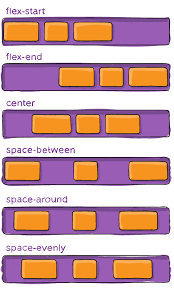 flex-start
flex-end
center
space-between
space-around
space-evenly